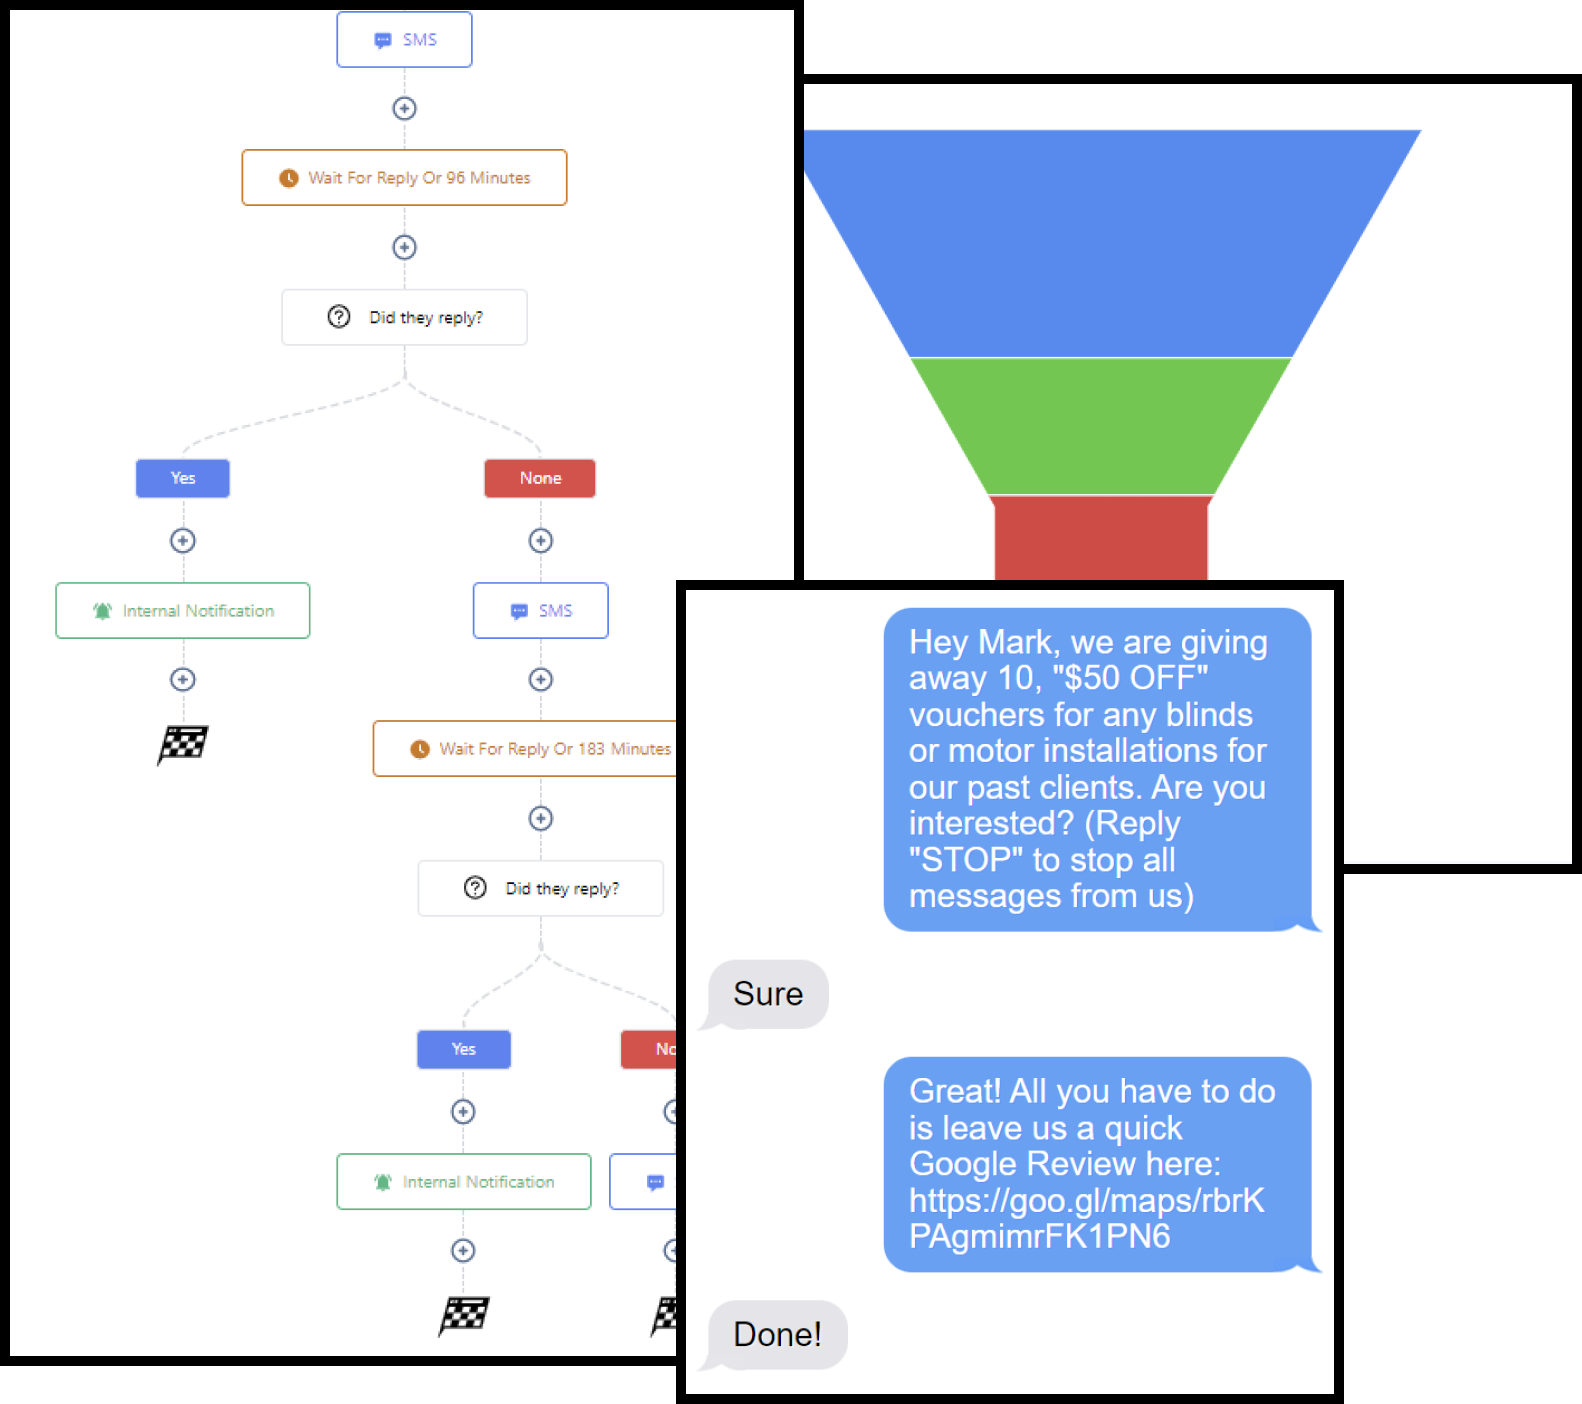 SMS
Wait For Reply Or 96 Minutes
Did they reply?
Yes
None
Internal Notification
SMS
Wait For Reply Or 183 Minutes
Did they reply?
Yes
No
Internal Notification
Hey Mark, we are giving
away 10, "$50 OFF"
vouchers for any blinds
or motor installations for
our past clients. Are you
interested? (Reply
"STOP" to stop all
messages from us)
Sure
Great! All you have to do
is leave us a quick
Google Review here:
https://goo.gl/maps/rbrK
PAgmimrFK1PN6
Done!